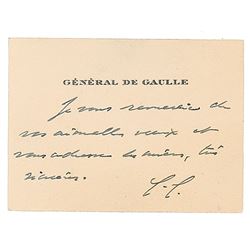 GÉNÉRAL DE GAULLE
Je vous remercie de
vos aimables vœux et
vous adresse les miens, très
sincères.